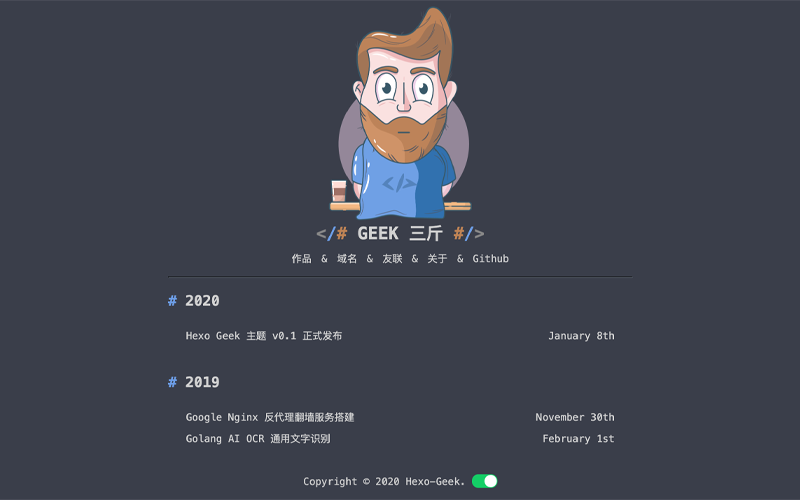 </>
</# GEEK 三斤 #/>
作品 & 域名 & 友联 & 关于 & Github
# 2020
Hexo Geek 主题 v0.1 正式发布 January 8th
# 2019
Google Nginx 反代理翻墙服务搭建 November 30th
Golang AI OCR 通用文字识别 February 1st
Copyright © 2020 Hexo-Geek.